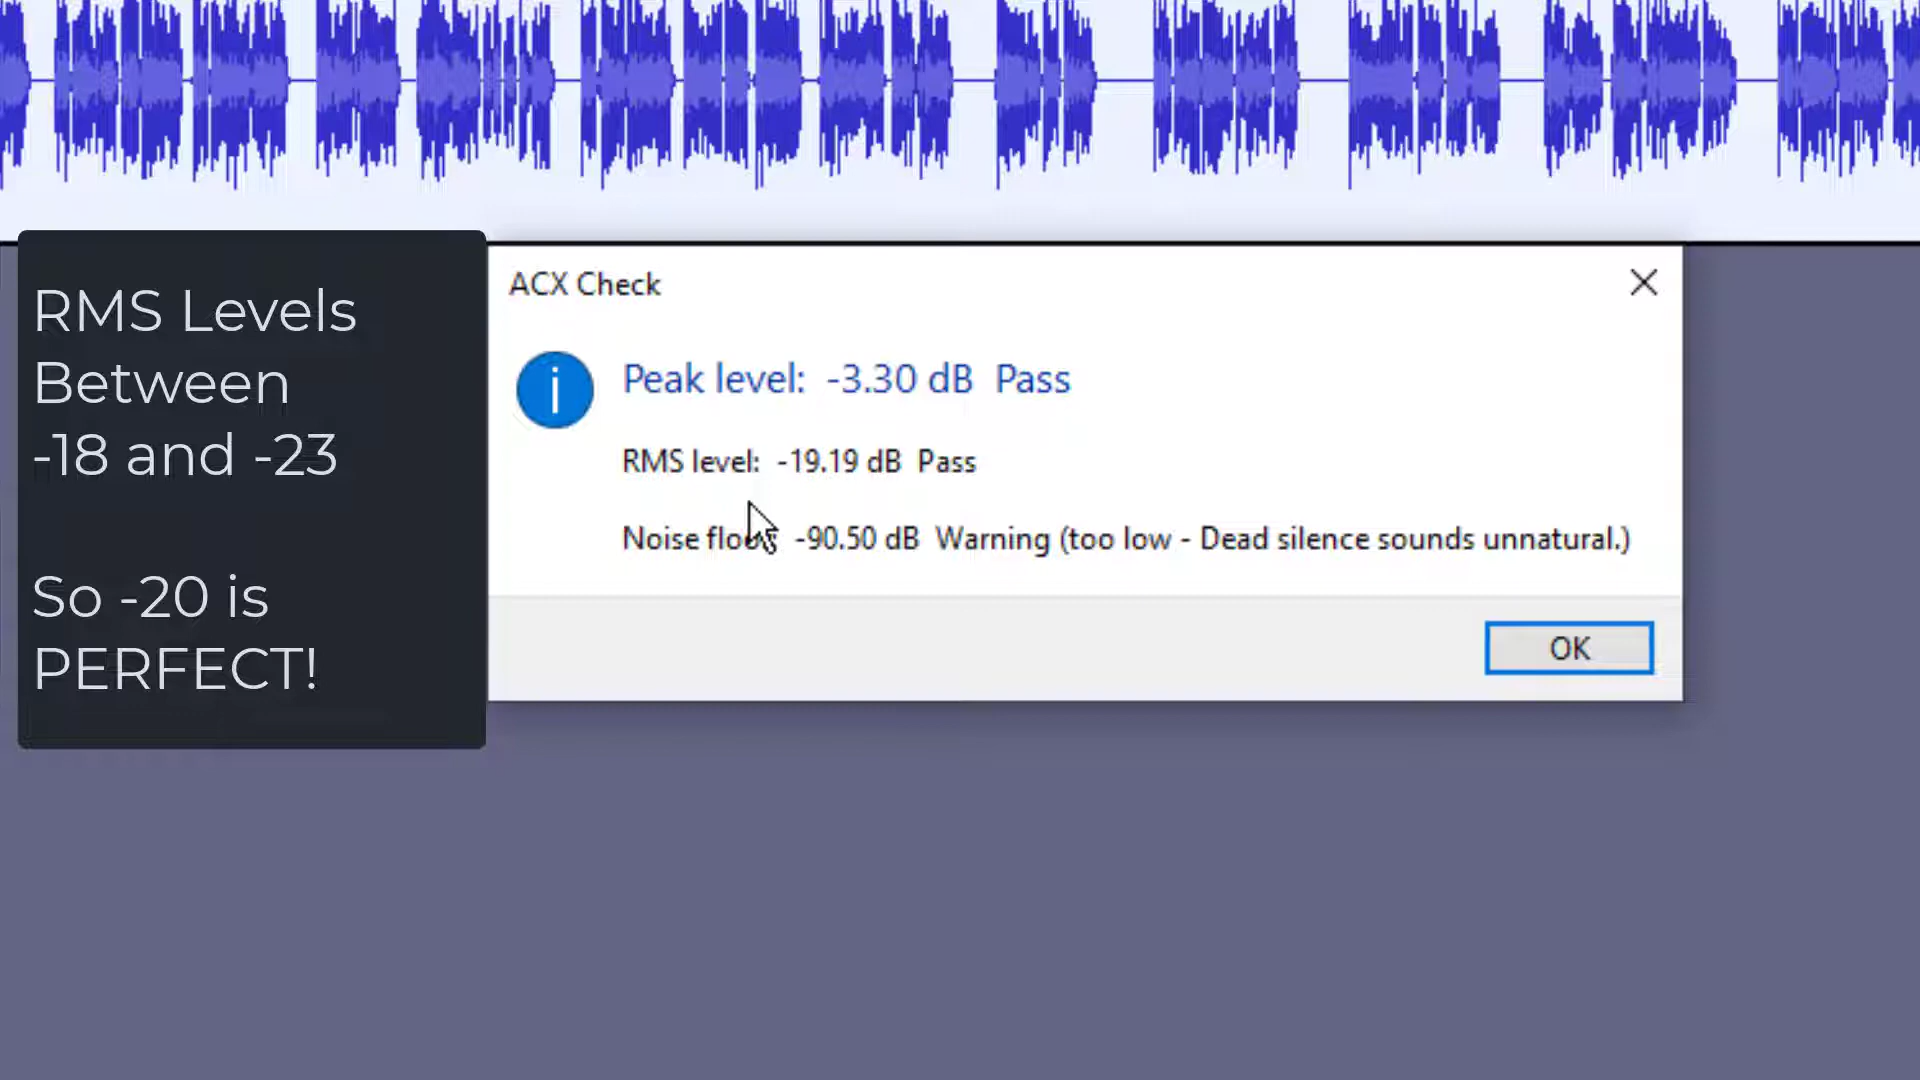 RMS Levels
Between
-18 and -23
So -20 is
PERFECT!
ACX Check
Peak level: -3.30 dB Pass
RMS level: -19.19 dB Pass
Noise floor: -90.50 dB Warning (too low - Dead silence sounds unnatural.)
OK